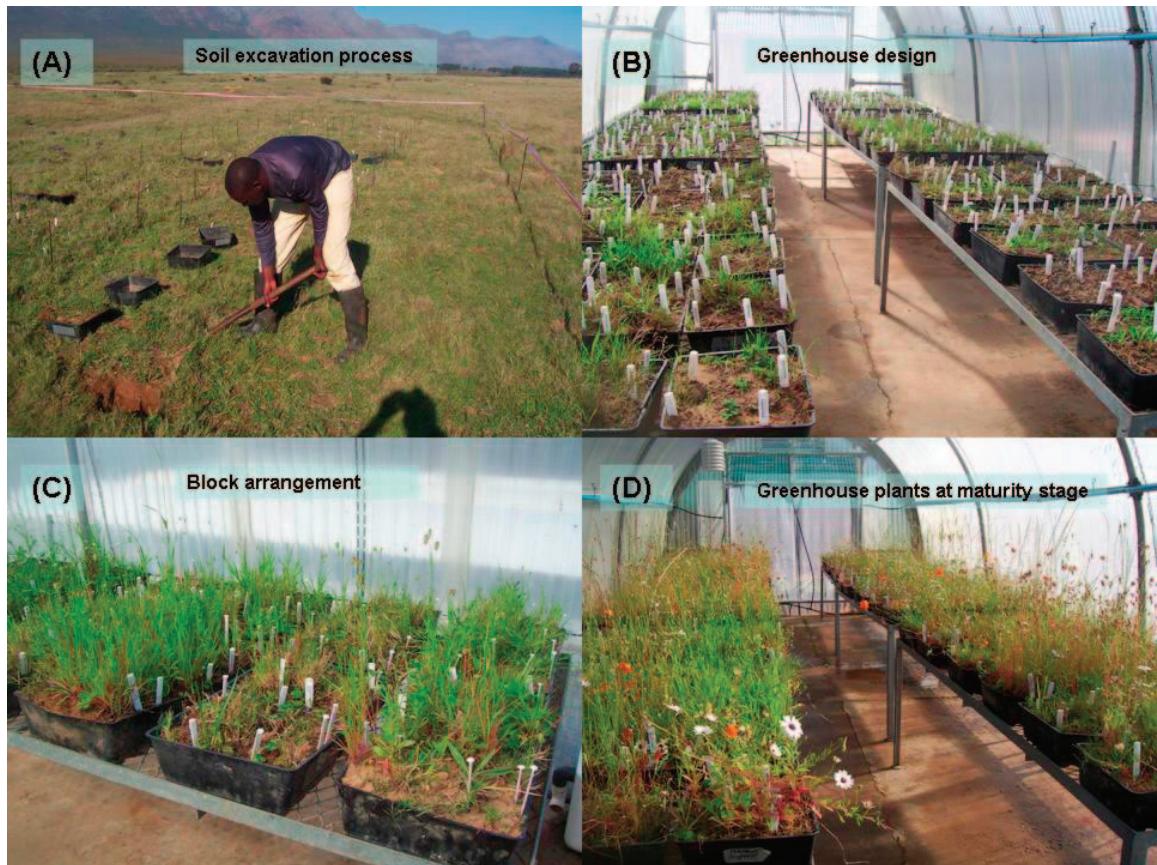 (A)
Soil excavation process
(B)
Greenhouse design
(C)
Block arrangement
(D)
Greenhouse plants at maturity stage